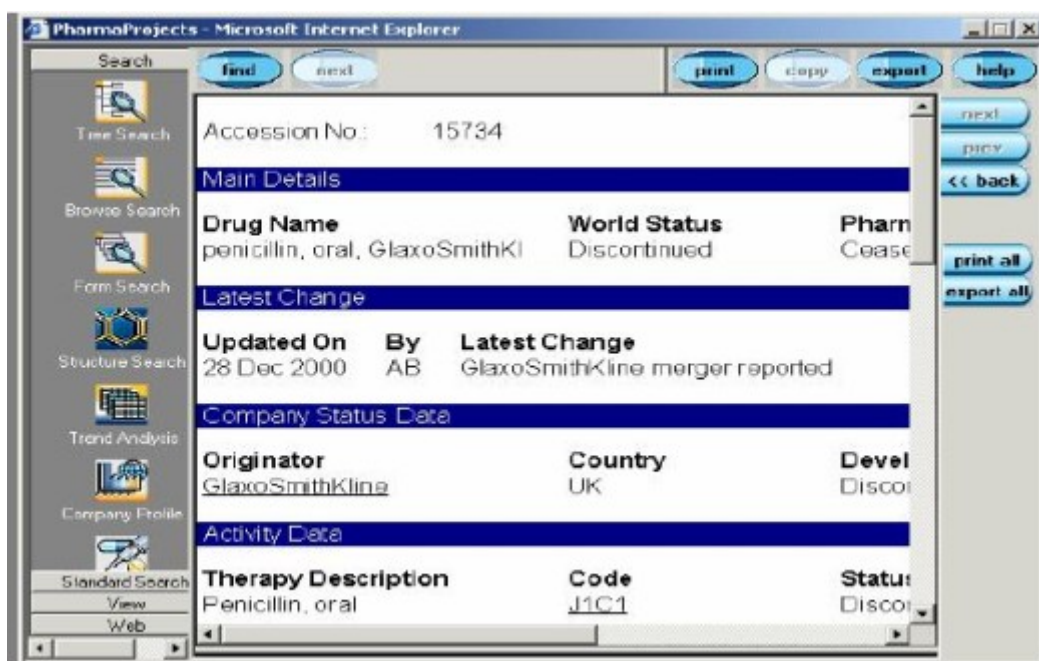 PharmaProjects - Microsoft Internet Explorer
Search
find next print copy export help
Tree Search
Browse Search
Form Search
Structure Search
Trend Analysis
Company Profile
Standard Search
View
Web
Accession No.: 15734
Main Details
Drug Name World Status Pharm
penicillin, oral, GlaxoSmithKl Discontinued Cease
Latest Change
Updated On By Latest Change
28 Dec 2000 AB GlaxoSmithKline merger reported
Company Status Data
Originator Country Devel
GlaxoSmithKline UK Discon
Activity Data
Therapy Description Code Status
Penicillin, oral J1C1 Discon
next
prev
<< back
print all
export all